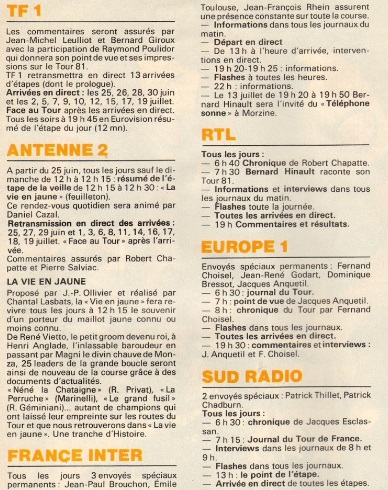 TF 1
Les commentaires seront assurés par
Jean-Michel Leulliot et Bernard Giroux
avec la participation de Raymond Poulidor
qui donnera son point de vue et ses impres-
sions sur le Tour 81.
TF 1 retransmettra en direct 13 arrivées
d'étapes (dont le prologue).
Arrivées en direct : les 25, 26, 28, 30 juin
et les 2, 5, 7, 9, 10, 12, 15, 17, 19 juillet.
Face au Tour après les arrivées en direct.
Tous les soirs à 19 h 45 en Eurovision résu-
mé de l'étape du jour (12 mn).
ANTENNE 2
A partir du 25 juin, tous les jours sauf le di-
manche de 12 h à 12 h 15 : résumé de l'é-
tape de la veille de 12 h 15 à 12 h 30 : « La
vie en jaune » (feuilleton).
Ce rendez-vous quotidien sera animé par
Daniel Cazal.
Retransmission en direct des arrivées :
25, 27, 29 juin et 1, 3, 6, 8, 11, 14, 16, 17,
18, 19 juillet. « Face au Tour » après l'arri-
vée.
Commentaires assurés par Robert Cha-
patte et Pierre Salviac.
LA VIE EN JAUNE
Proposé par J.-P. Ollivier et réalisé par
Chantal Lasbats, la « Vie en jaune » fera re-
vivre tous les jours à 12 h 15 le souvenir
d'un porteur du maillot jaune connu ou
moins connu.
De René Vietto, le petit groom devenu roi, à
Henri Anglade, l'inlassable baroudeur en
passant par Magni le divin chauve de Mon-
za, 25 leaders de la grande boucle seront
ainsi de nouveau de la course grâce à des
documents d'actualités.
« Néné la Chataigne » (R. Privat), « La
Perruche » (Marinelli), « Le grand fusil »
(R. Géminiani)... autant de champions qui
ont laissé leur empreinte sur les routes du
Tour et que nous retrouverons dans « La vie
en jaune ». Une tranche d'Histoire.
FRANCE INTER
Tous les jours 3 envoyés spéciaux
permanents : Jean-Paul Brouchon, Émile
Toulouse, Jean-François Rhein assurent
une présence constante sur toute la course.
— Informations dans tous les journaux du
matin.
— Départ en direct
— De 13 h à l'heure d'arrivée, interven-
tions en direct.
— 19 h 20-19 h 25 : informations.
— Flashes à toutes les heures.
— 22 h : informations.
— Le 13 juillet de 19 h 20 à 19 h 50 Ber-
nard Hinault sera l'invité du « Téléphone
sonne » à Morzine.
RTL
Tous les jours :
— 6 h 40 Chronique de Robert Chapatte.
— 7 h 30 Bernard Hinault raconte son
Tour 81.
— Informations et interviews dans tous
les journaux du matin.
— Flashes toute la journée.
— Toutes les arrivées en direct.
— 19 h Commentaires et résultats.
EUROPE 1
Envoyés spéciaux permanents : Fernand
Choisel, Jean-René Godart, Dominique
Bressot, Jacques Anquetil.
— 6 h 30 : journal du Tour.
— 7 h : point de vue de Jacques Anquetil.
— 8 h : chronique du Tour par Fernand
Choisel.
— Flashes dans tous les journaux.
— Toutes les arrivées en direct.
— 19 h 30 : commentaires et interviews :
J. Anquetil et F. Choisel.
SUD RADIO
2 envoyés spéciaux : Patrick Thillet, Patrick
Chadburn.
Tous les jours :
— 6 h 30 : chronique de Jacques Esclas-
san.
— 7 h 15 : Journal du Tour de France.
— Interviews dans les journaux de 8 h et
9 h.
— Flashes dans tous les journaux.
— 13 h : le point de l'étape.
— Arrivée en direct de toutes les étapes.